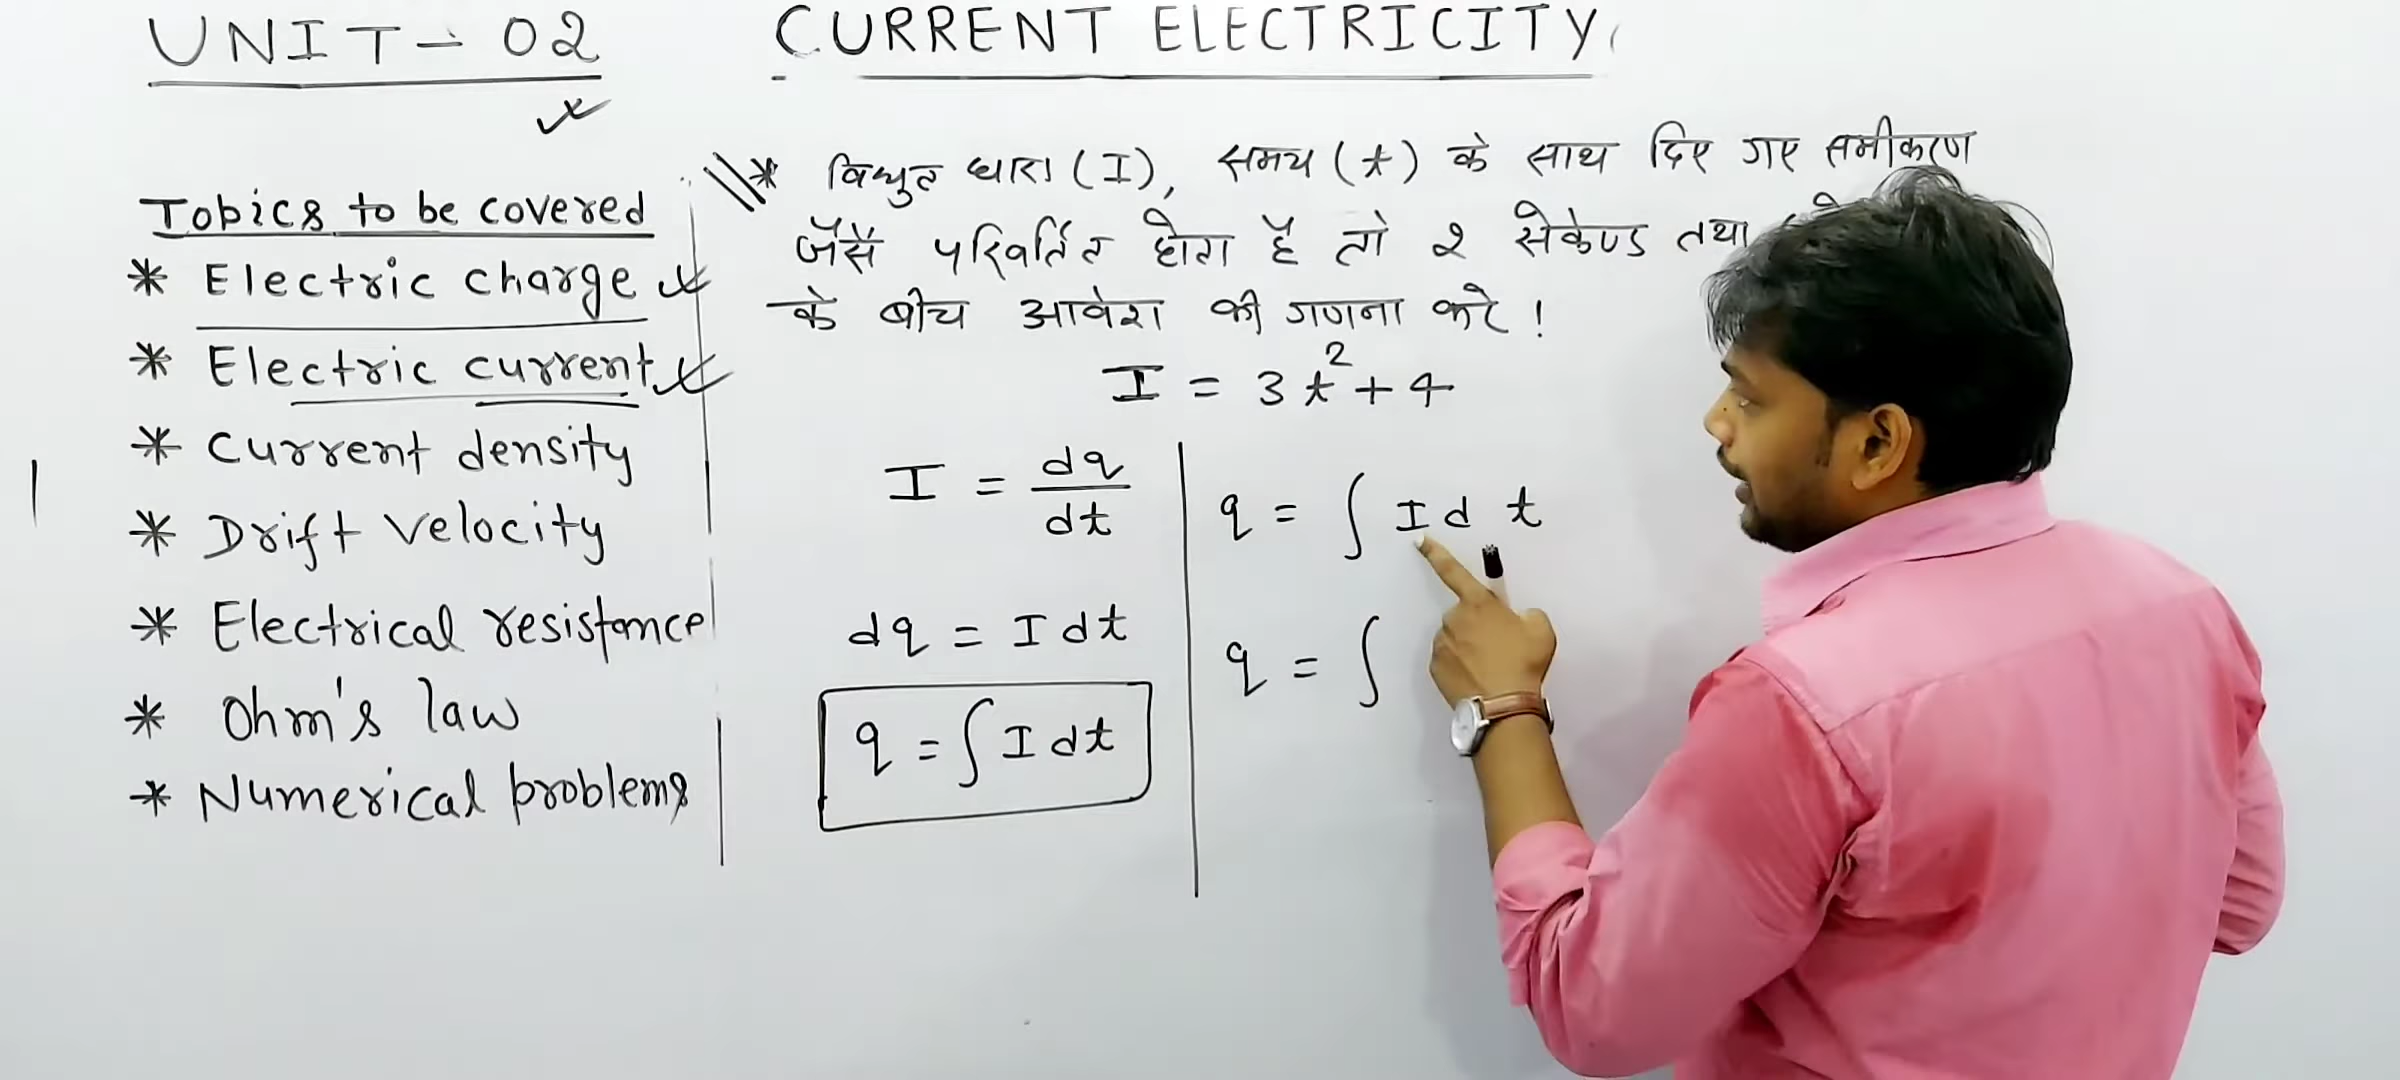 UNIT - 02
CURRENT ELECTRICITY
Topics to be covered
* Electric charge
* Electric current
* Current density
* Drift velocity
* Electrical resistance
* Ohm's law
* Numerical problems
* विधुत धारा (I), समय (t) के साथ दिए गए समीकरण
जैसे परिवर्तित होता है तो 2 सेकेण्ड तथा
के बीच आवेश की गणना करे !
I = 3t² + 4
I = dq/dt
dq = I dt
q = ∫ I dt
q = ∫ I d t
q = ∫